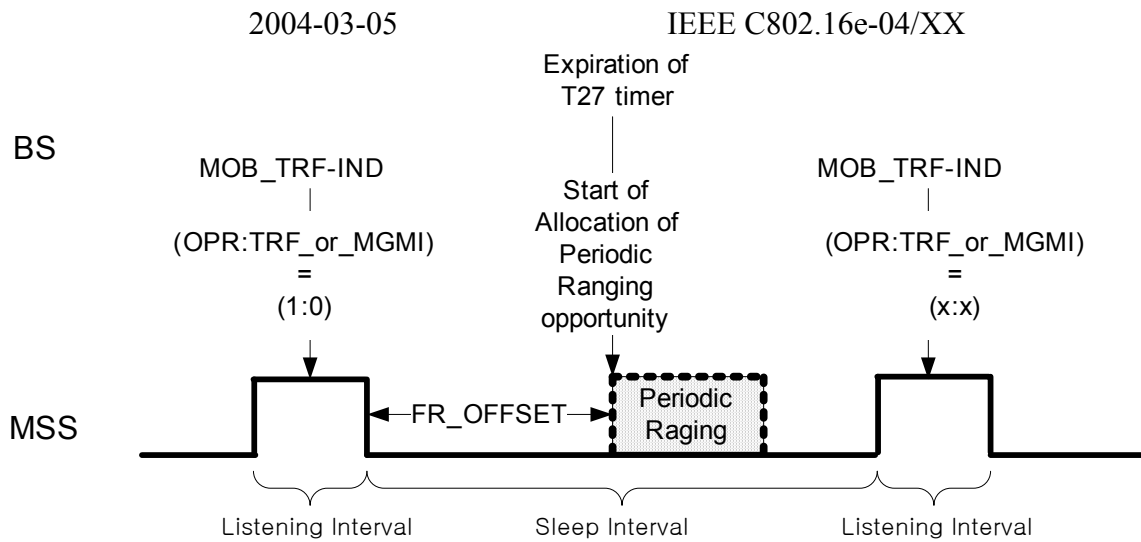 2004-03-05 IEEE C802.16e-04/XX
Expiration of
T27 timer
BS
MOB_TRF-IND
(OPR:TRF_or_MGMI)
=
(1:0)
Start of
Allocation of
Periodic
Ranging
opportunity
MOB_TRF-IND
(OPR:TRF_or_MGMI)
=
(x:x)
MSS
FR_OFFSET
Periodic
Raging
Listening Interval
Sleep Interval
Listening Interval